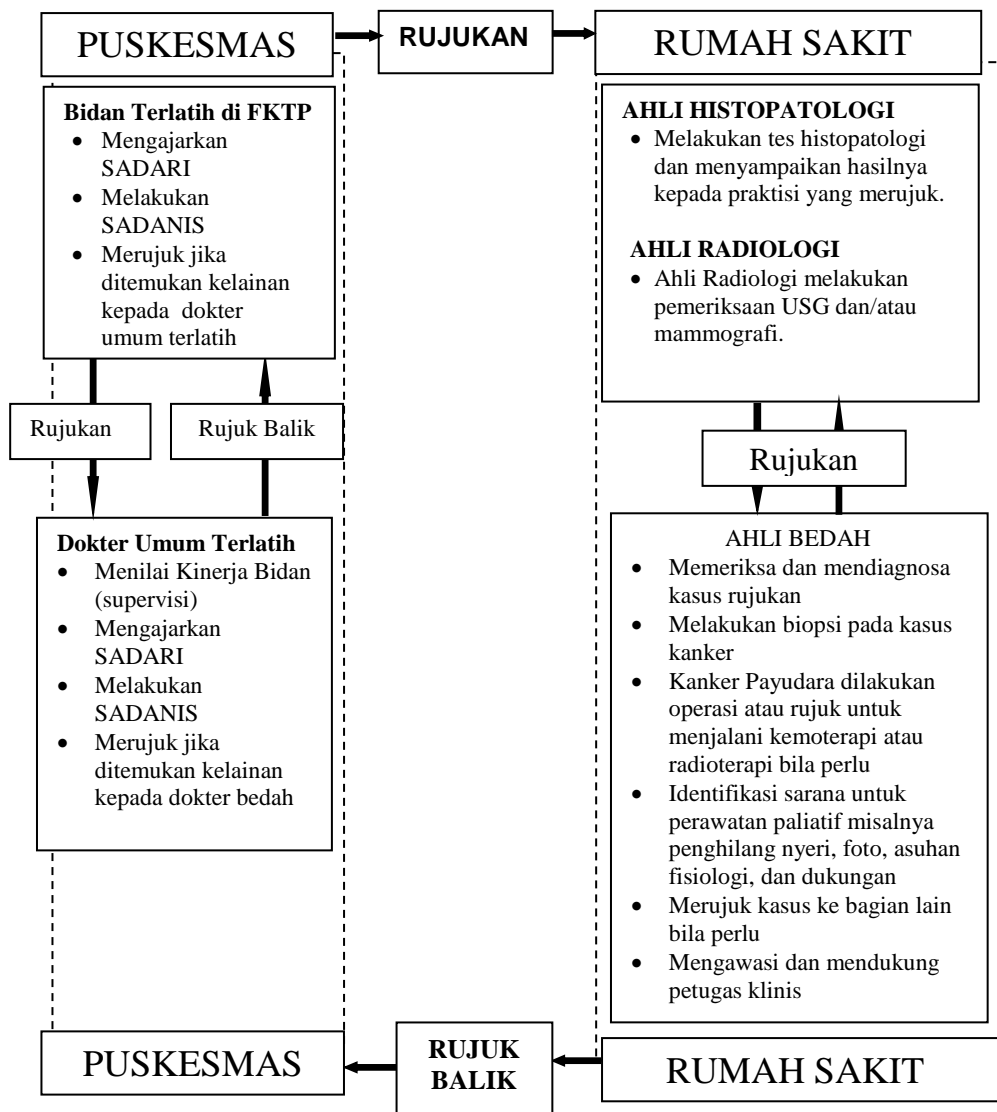 PUSKESMAS
RUJUKAN
RUMAH SAKIT
Bidan Terlatih di FKTP
• Mengajarkan
SADARI
• Melakukan
SADANIS
• Merujuk jika
ditemukan kelainan
kepada dokter
umum terlatih
Rujukan
Rujuk Balik
Dokter Umum Terlatih
• Menilai Kinerja Bidan
(supervisi)
• Mengajarkan
SADARI
• Melakukan
SADANIS
• Merujuk jika
ditemukan kelainan
kepada dokter bedah
AHLI HISTOPATOLOGI
• Melakukan tes histopatologi
dan menyampaikan hasilnya
kepada praktisi yang merujuk.
AHLI RADIOLOGI
• Ahli Radiologi melakukan
pemeriksaan USG dan/atau
mammografi.
Rujukan
AHLI BEDAH
• Memeriksa dan mendiagnosa
kasus rujukan
• Melakukan biopsi pada kasus
kanker
• Kanker Payudara dilakukan
operasi atau rujuk untuk
menjalani kemoterapi atau
radioterapi bila perlu
• Identifikasi sarana untuk
perawatan paliatif misalnya
penghilang nyeri, foto, asuhan
fisiologi, dan dukungan
• Merujuk kasus ke bagian lain
bila perlu
• Mengawasi dan mendukung
petugas klinis
PUSKESMAS
RUJUK
BALIK
RUMAH SAKIT